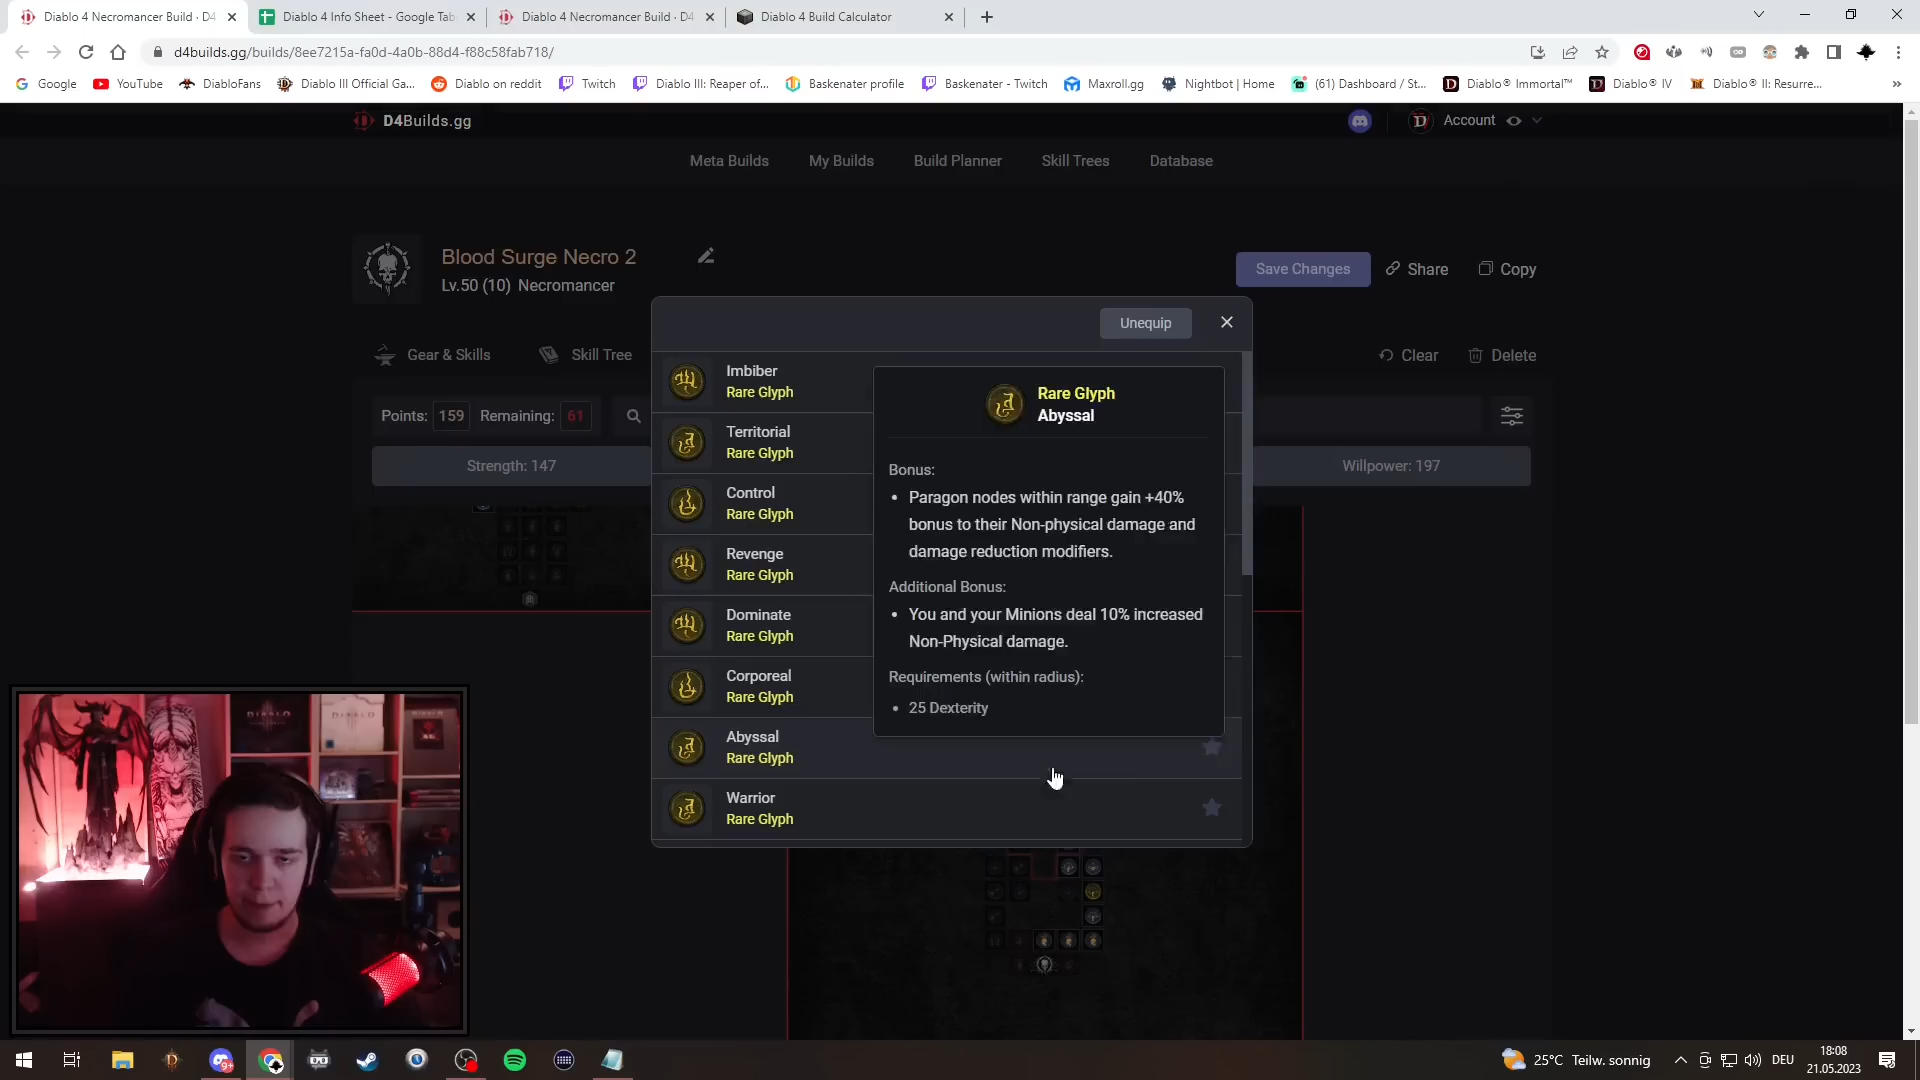 Diablo 4 Necromancer Build - D4
Diablo 4 Info Sheet - Google Tab
Diablo 4 Necromancer Build - D4
Diablo 4 Build Calculator
d4builds.gg/builds/8ee7215a-fa0d-4a0b-88d4-f88c58fab718/
Google
YouTube
DiabloFans
Diablo III Official Ga...
Diablo on reddit
Twitch
Diablo III: Reaper of...
Baskenater profile
Baskenater - Twitch
Maxroll.gg
Nightbot | Home
(61) Dashboard / St...
Diablo® Immortal™
Diablo® IV
Diablo® II: Resurre...
D4Builds.gg
Account
Meta Builds
My Builds
Build Planner
Skill Trees
Database
Blood Surge Necro 2
Lv.50 (10) Necromancer
Save Changes
Share
Copy
Gear & Skills
Skill Tree
Clear
Delete
Points: 159 Remaining: 61
Strength: 147
Willpower: 197
Unequip
Imbiber
Rare Glyph
Territorial
Rare Glyph
Control
Rare Glyph
Revenge
Rare Glyph
Dominate
Rare Glyph
Corporeal
Rare Glyph
Abyssal
Rare Glyph
Warrior
Rare Glyph
Rare Glyph
Abyssal
Bonus:
• Paragon nodes within range gain +40%
bonus to their Non-physical damage and
damage reduction modifiers.
Additional Bonus:
• You and your Minions deal 10% increased
Non-Physical damage.
Requirements (within radius):
• 25 Dexterity
DIABLO
DIABLO
9+
25°C Teilw. sonnig
DEU
18:08
21.05.2023